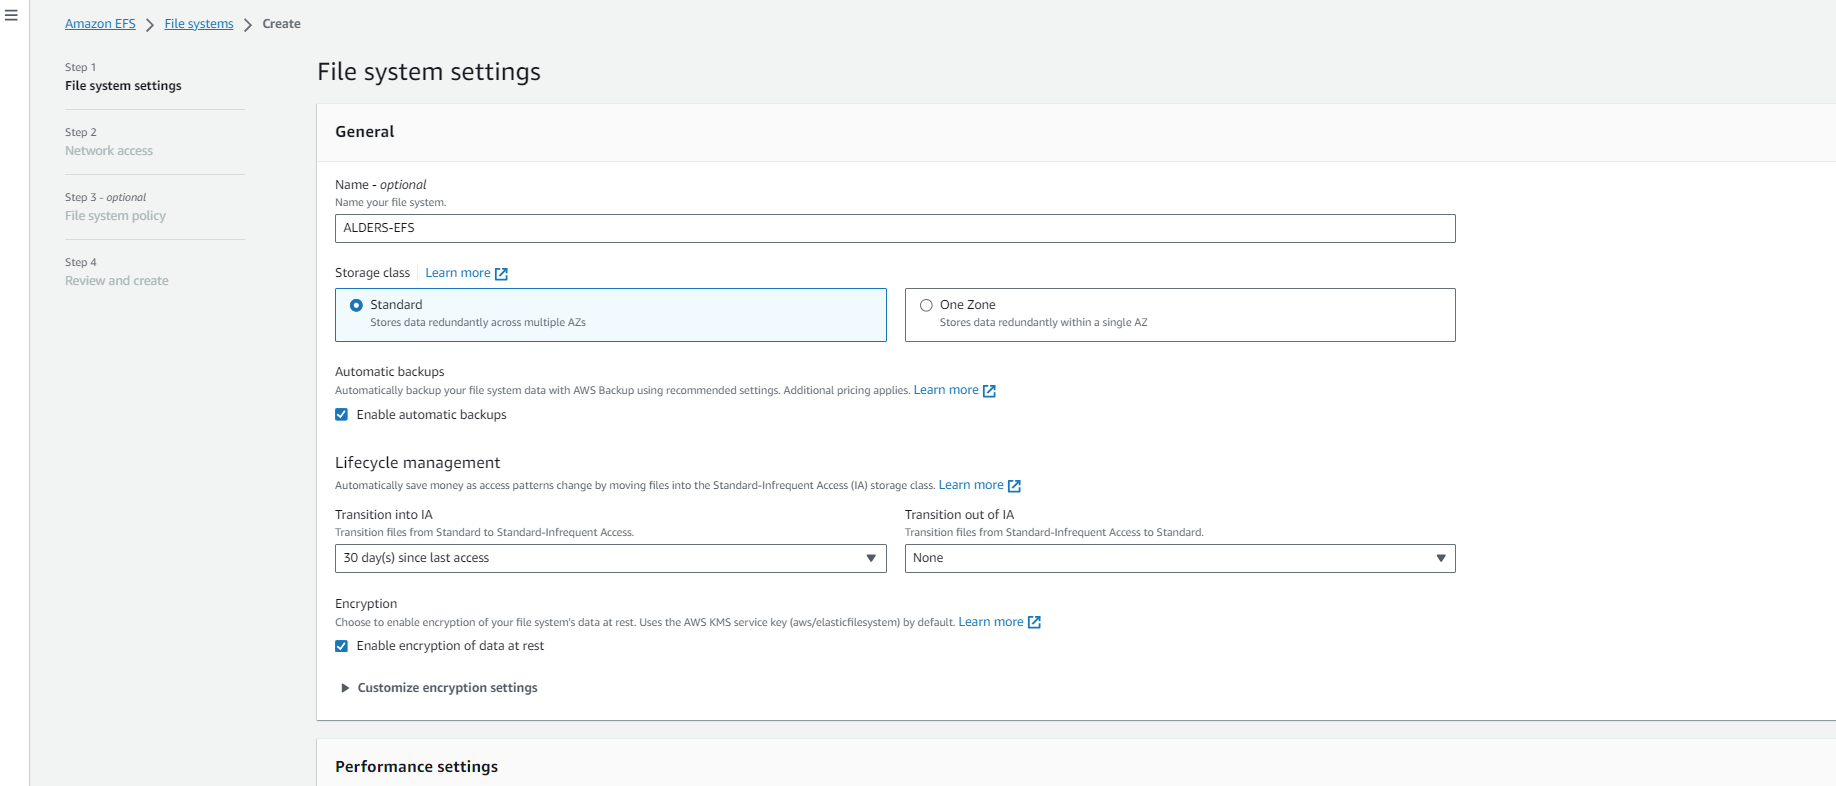 Amazon EFS > File systems > Create
Step 1
File system settings
Step 2
Network access
Step 3 - optional
File system policy
Step 4
Review and create
File system settings
General
Name - optional
Name your file system.
ALDERS-EFS
Storage class Learn more
Standard
Stores data redundantly across multiple AZs
One Zone
Stores data redundantly within a single AZ
Automatic backups
Automatically backup your file system data with AWS Backup using recommended settings. Additional pricing applies. Learn more
Enable automatic backups
Lifecycle management
Automatically save money as access patterns change by moving files into the Standard-Infrequent Access (IA) storage class. Learn more
Transition into IA
Transition files from Standard to Standard-Infrequent Access.
30 day(s) since last access
Transition out of IA
Transition files from Standard-Infrequent Access to Standard.
None
Encryption
Choose to enable encryption of your file system's data at rest. Uses the AWS KMS service key (aws/elasticfilesystem) by default. Learn more
Enable encryption of data at rest
Customize encryption settings
Performance settings